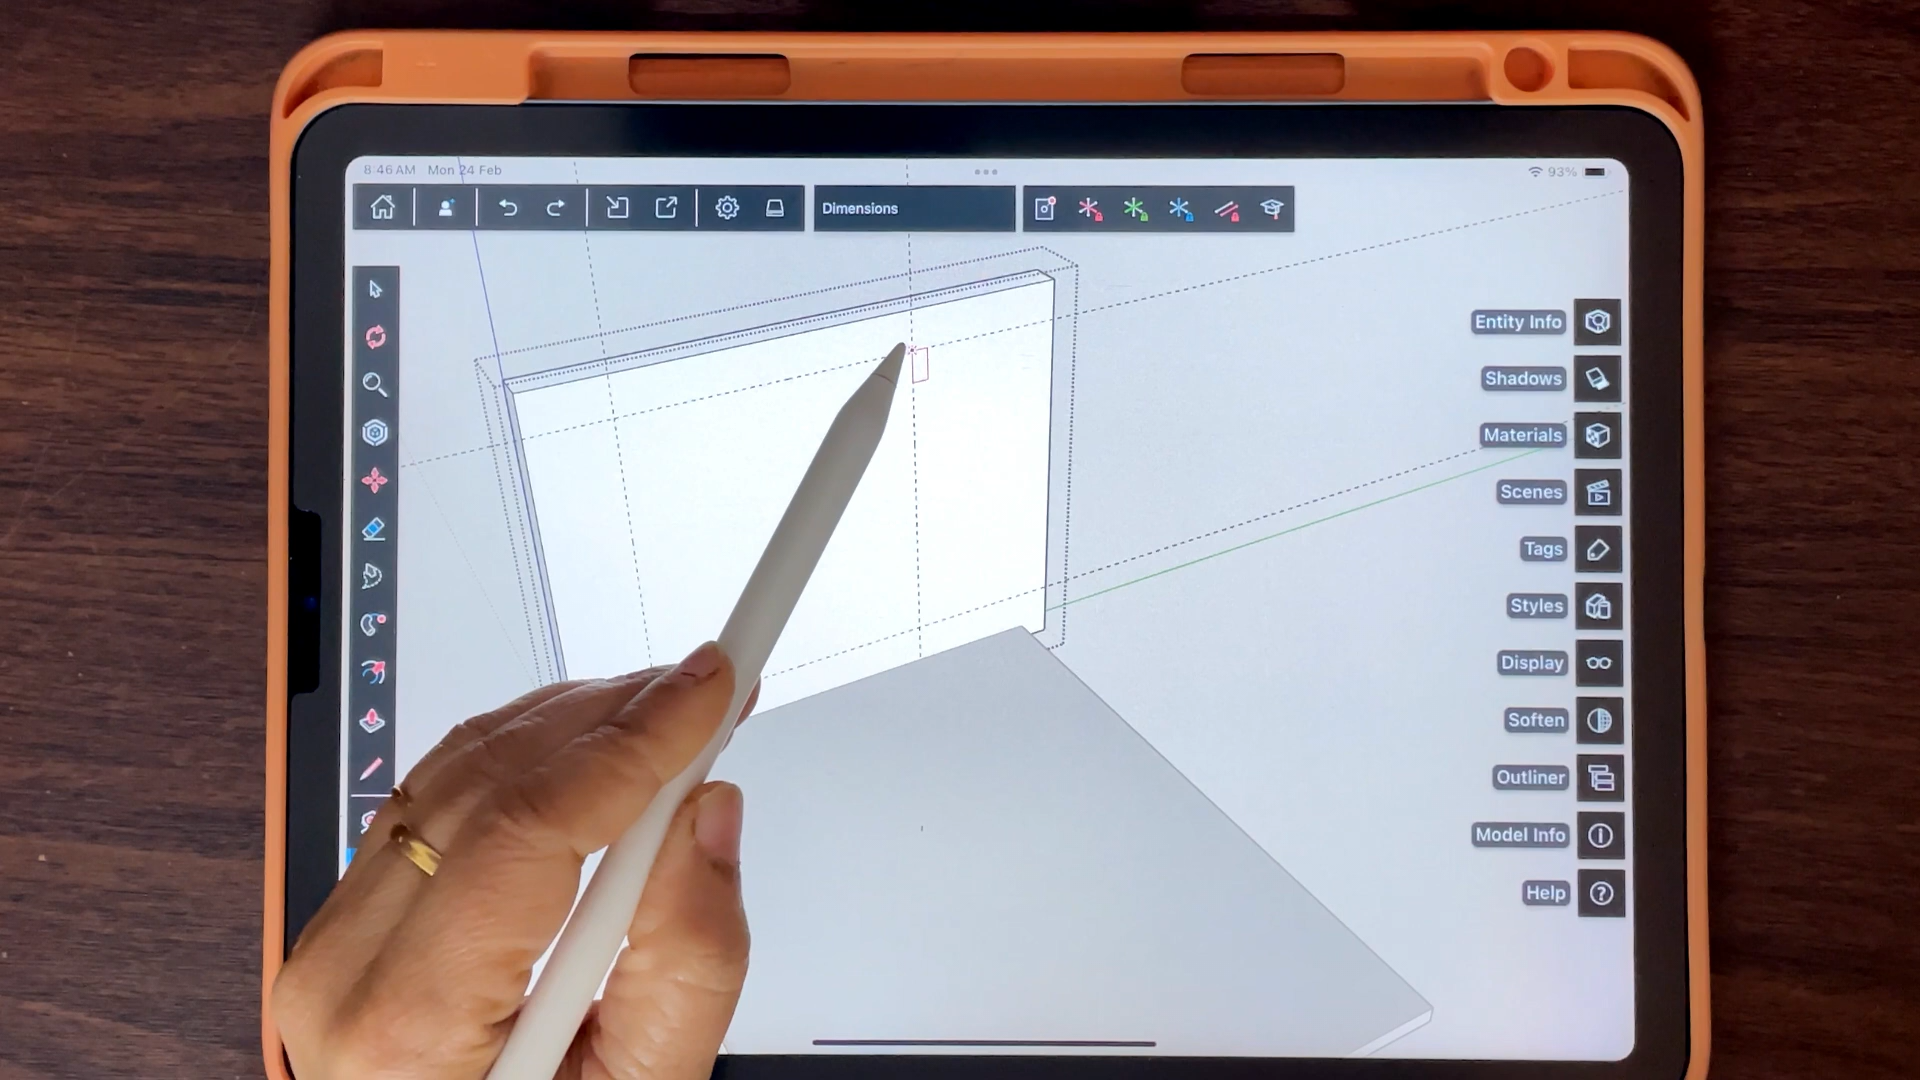 8:46 AM Mon 24 Feb
93%
Dimensions
Entity Info
Shadows
Materials
Scenes
Tags
Styles
Display
Soften
Outliner
Model Info
Help